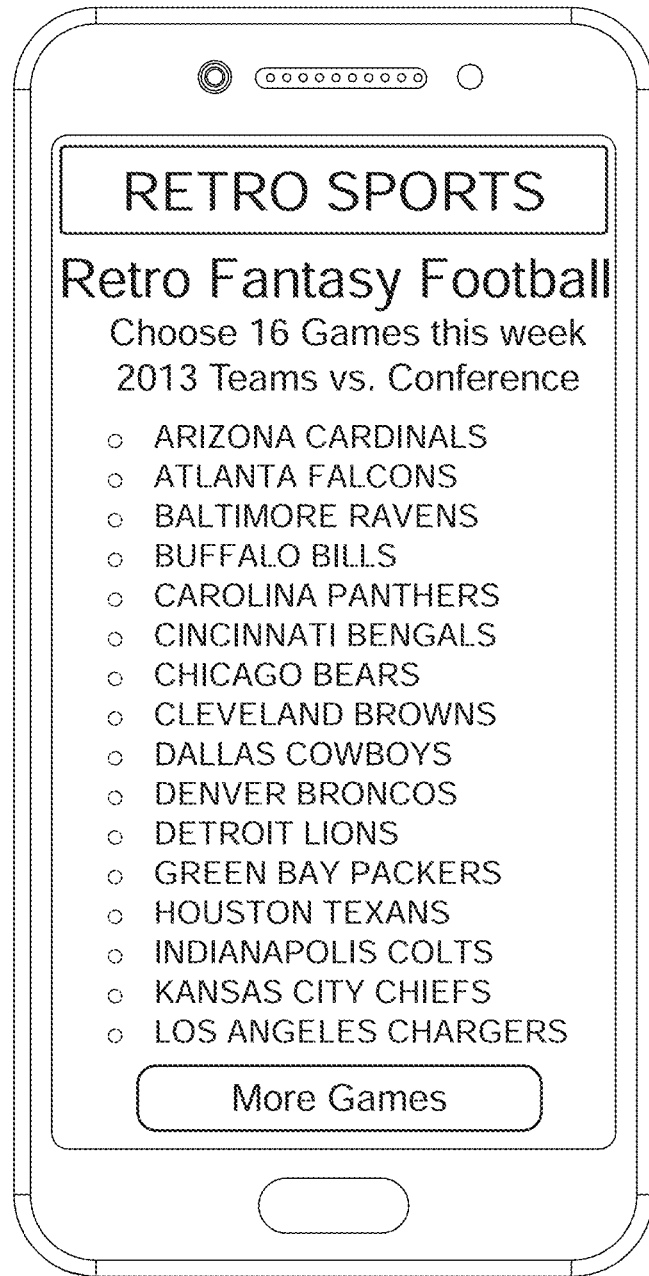 RETRO SPORTS
Retro Fantasy Football
Choose 16 Games this week
2013 Teams vs. Conference
ARIZONA CARDINALS
ATLANTA FALCONS
BALTIMORE RAVENS
BUFFALO BILLS
CAROLINA PANTHERS
CINCINNATI BENGALS
CHICAGO BEARS
CLEVELAND BROWNS
DALLAS COWBOYS
DENVER BRONCOS
DETROIT LIONS
GREEN BAY PACKERS
HOUSTON TEXANS
INDIANAPOLIS COLTS
KANSAS CITY CHIEFS
LOS ANGELES CHARGERS
More Games